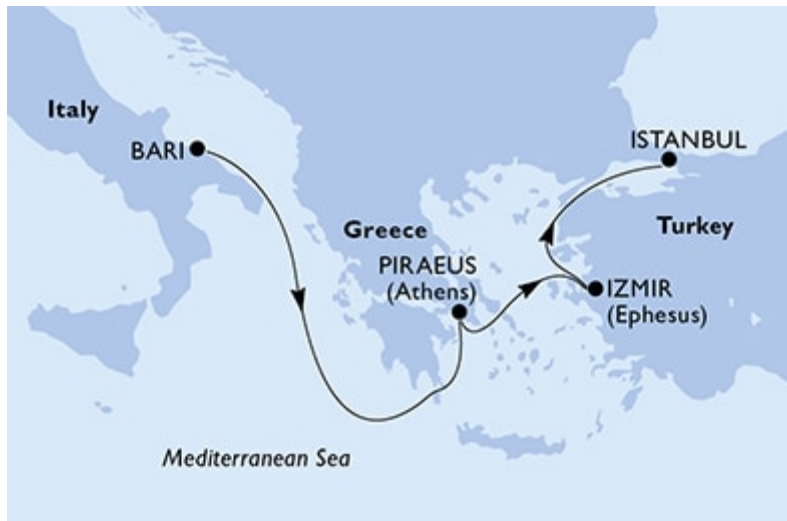 Italy
BARI
ISTANBUL
Greece
Turkey
PIRAEUS
(Athens)
IZMIR
(Ephesus)
Mediterranean Sea